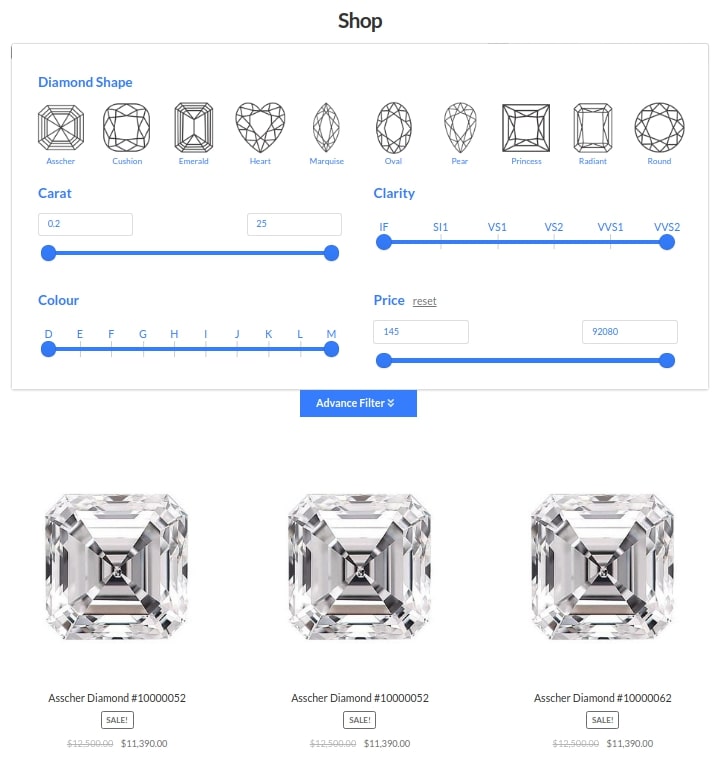 Shop
Diamond Shape
Asscher Cushion Emerald Heart Marquise Oval Pear Princess Radiant Round
Carat
0.2 25
Clarity
IF SI1 VS1 VS2 VVS1 VVS2
Colour
D E F G H I J K L M
Price reset
145 92080
Advance Filter
Asscher Diamond #10000052 Asscher Diamond #10000052 Asscher Diamond #10000062
SALE! SALE! SALE!
$12,500.00 $11,390.00 $12,500.00 $11,390.00 $12,500.00 $11,390.00